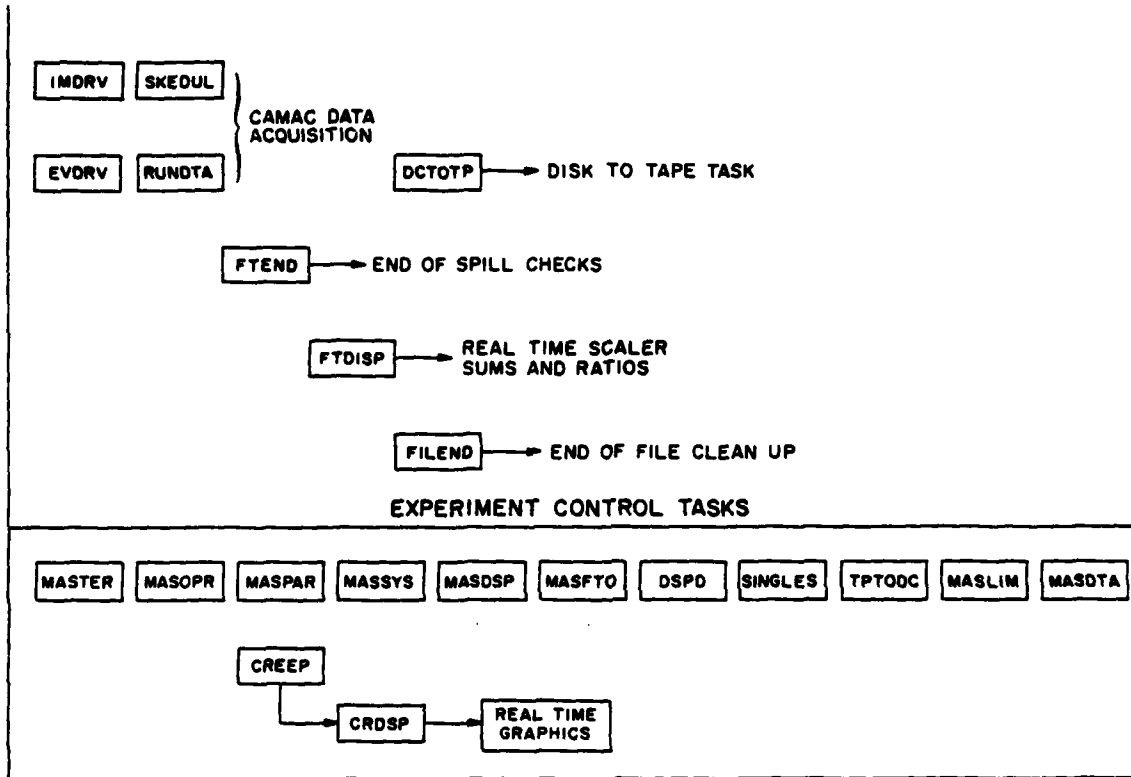 IMDRV SKEDUL
CAMAC DATA
ACQUISITION
EVDRV RUNDTA
DCTOTP DISK TO TAPE TASK
FTEND END OF SPILL CHECKS
FTDISP REAL TIME SCALER
SUMS AND RATIOS
FILEND END OF FILE CLEAN UP
EXPERIMENT CONTROL TASKS
MASTER MASOPR MASPAR MASSYS MASDSP MASFTO DSPD SINGLES TPTODC MASLIM MASDTA
CREEP
CRDSP REAL TIME
GRAPHICS